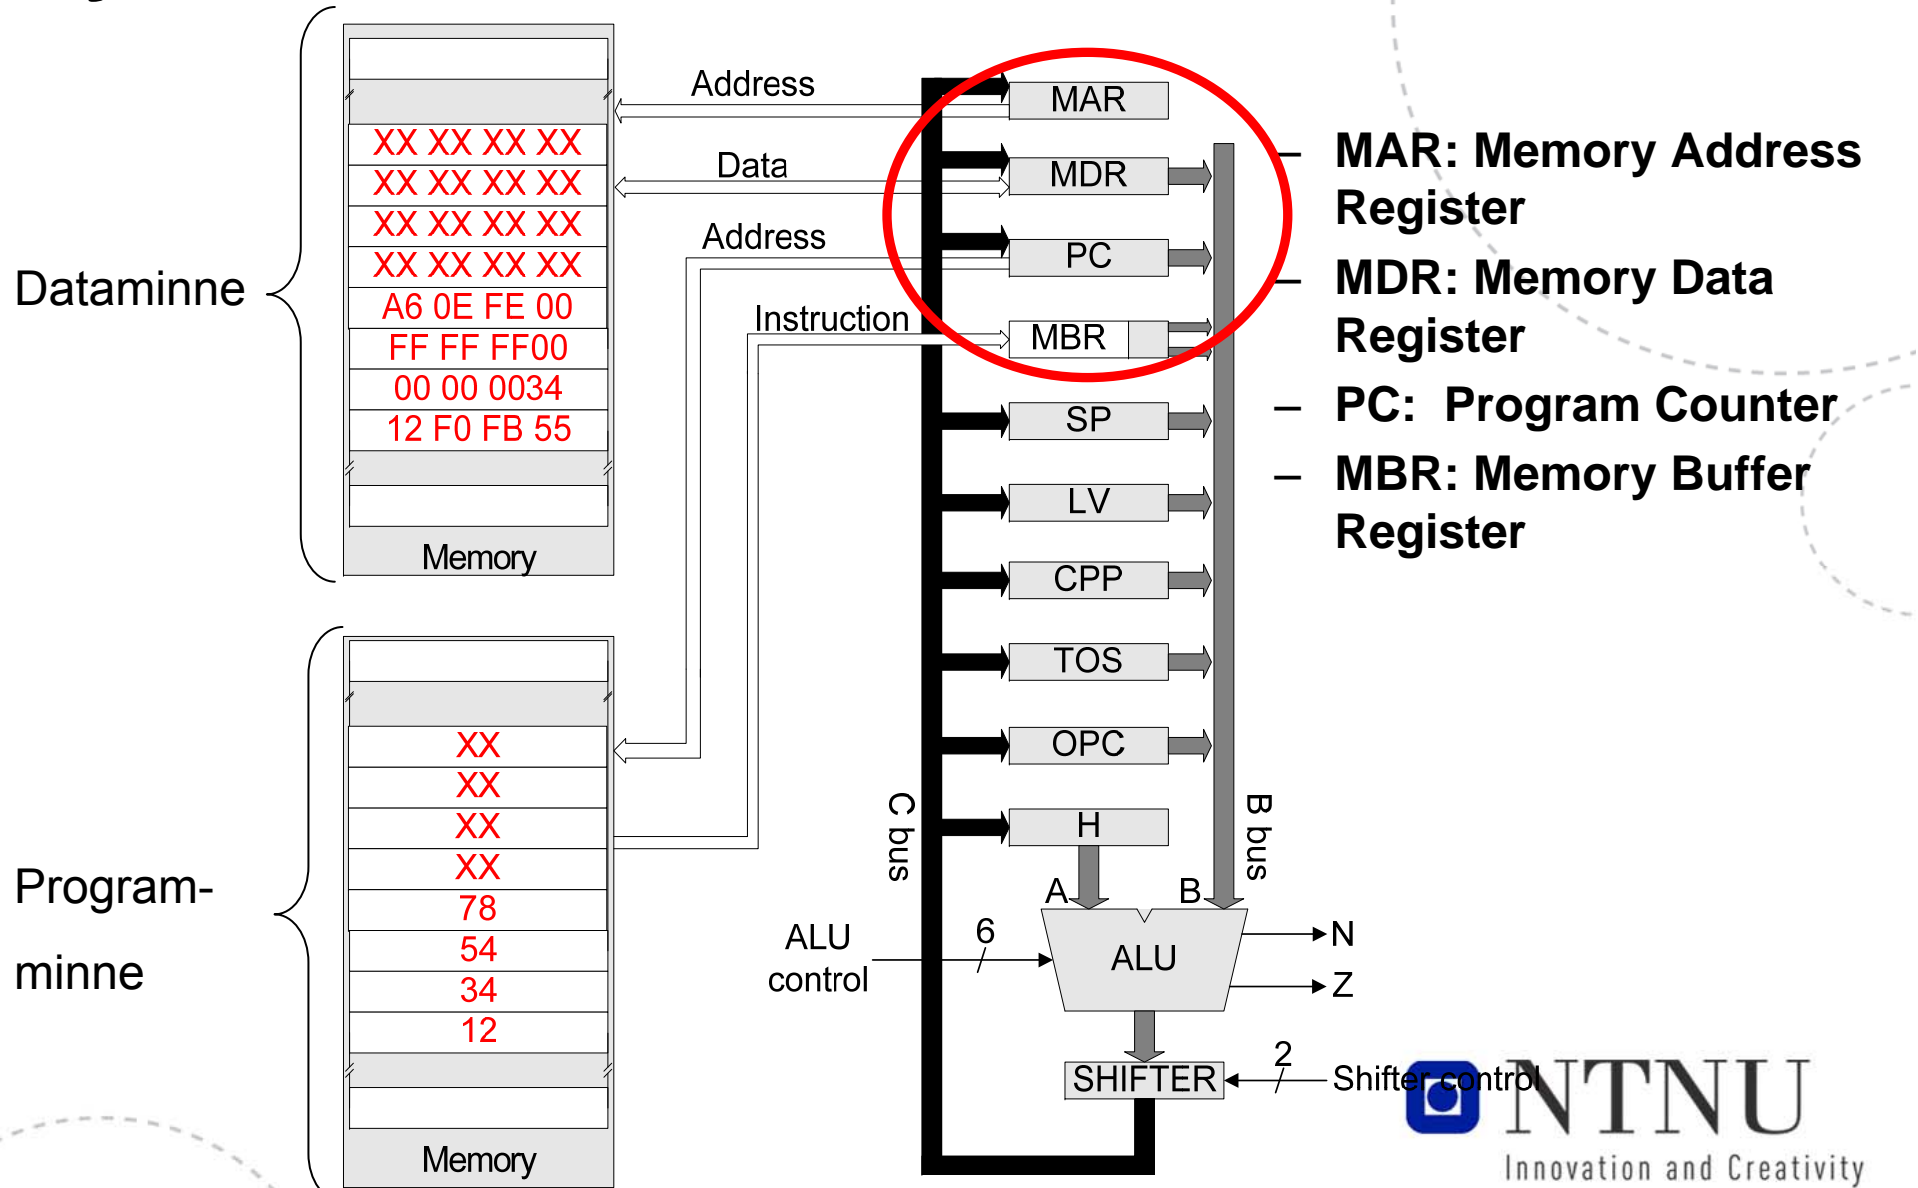 Dataminne
XX XX XX XX
XX XX XX XX
XX XX XX XX
XX XX XX XX
A6 0E FE 00
FF FF FF00
00 00 0034
12 F0 FB 55
Memory
Program-
minne
XX
XX
XX
XX
78
54
34
12
Memory
Address
Data
Address
Instruction
MAR
MDR
PC
MBR
SP
LV
CPP
TOS
OPC
H
C bus
B bus
A
B
ALU
control
6
ALU
N
Z
SHIFTER
2
Shifter control
– MAR: Memory Address
Register
– MDR: Memory Data
Register
– PC: Program Counter
– MBR: Memory Buffer
Register
NTNU
Innovation and Creativity